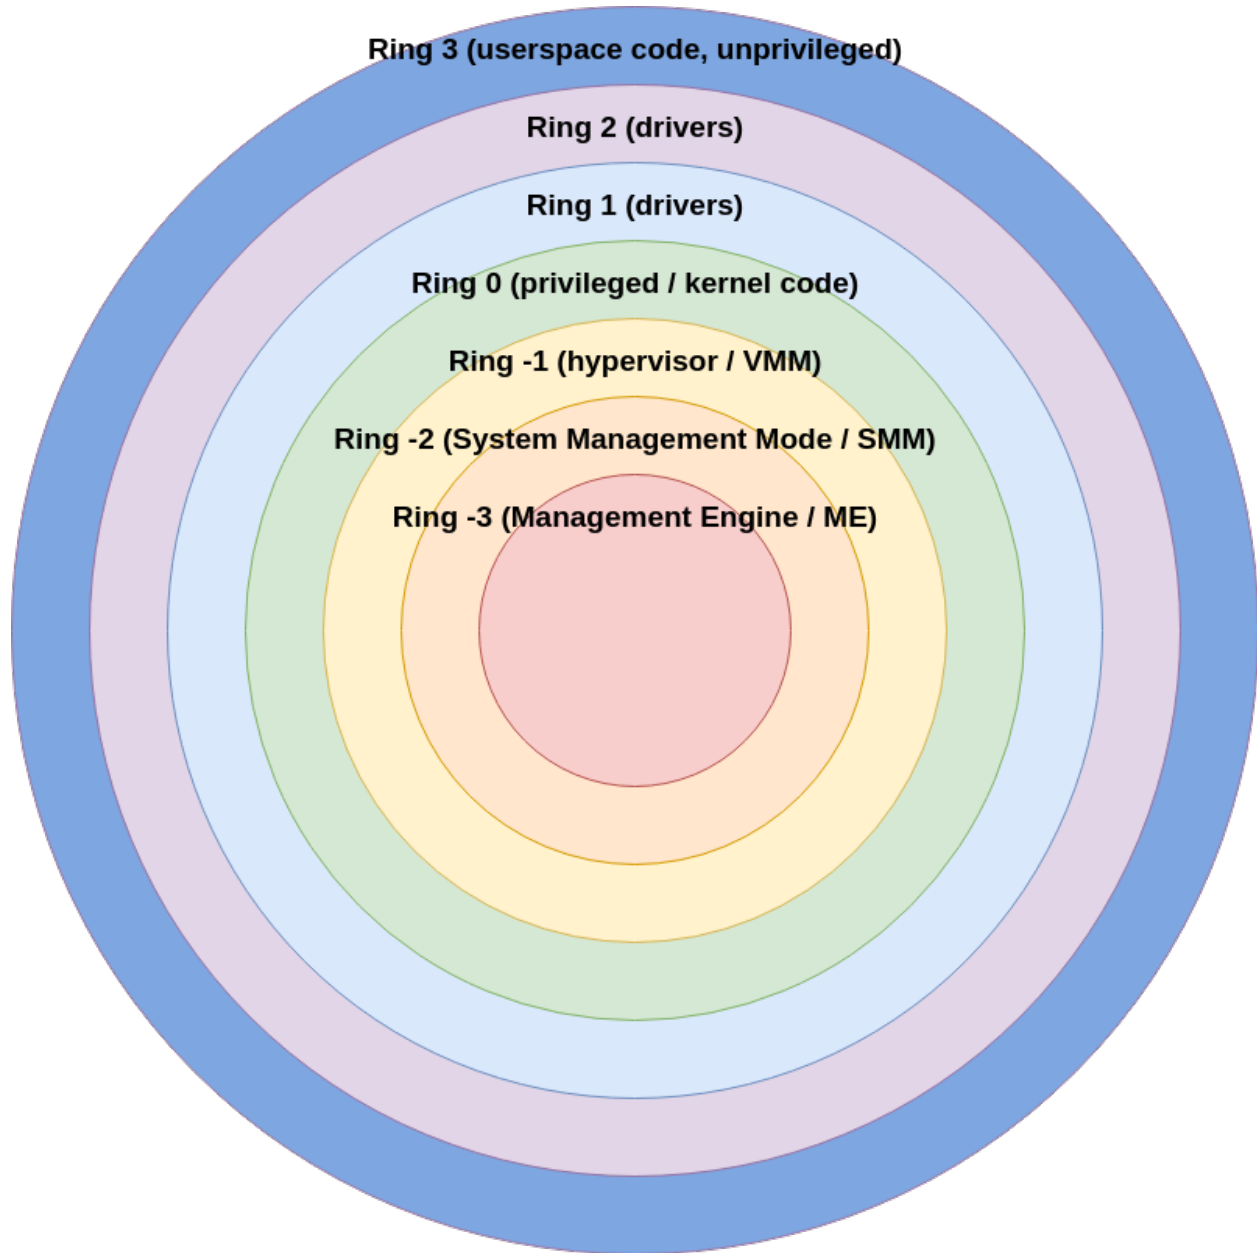 Ring 3 (userspace code, unprivileged)
Ring 2 (drivers)
Ring 1 (drivers)
Ring 0 (privileged / kernel code)
Ring -1 (hypervisor / VMM)
Ring -2 (System Management Mode / SMM)
Ring -3 (Management Engine / ME)